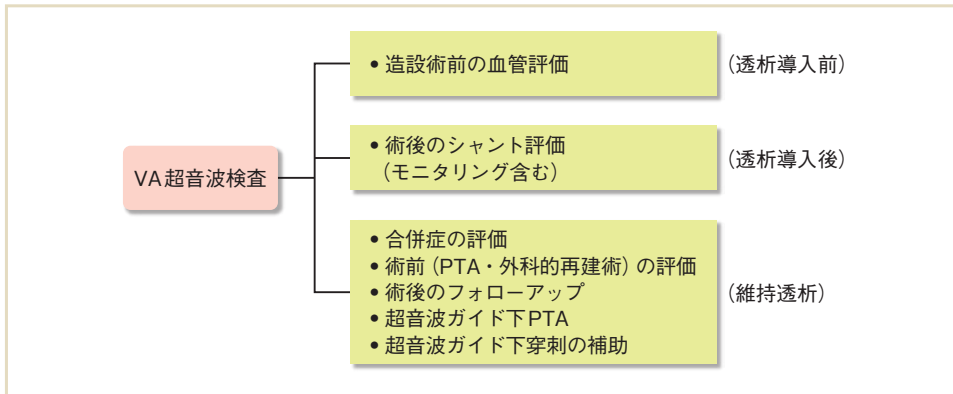 • 造設術前の血管評価
(透析導入前)
VA超音波検査
• 術後のシャント評価
(モニタリング含む)
(透析導入後)
• 合併症の評価
• 術前(PTA・外科的再建術)の評価
• 術後のフォローアップ
• 超音波ガイド下PTA
• 超音波ガイド下穿刺の補助
(維持透析)